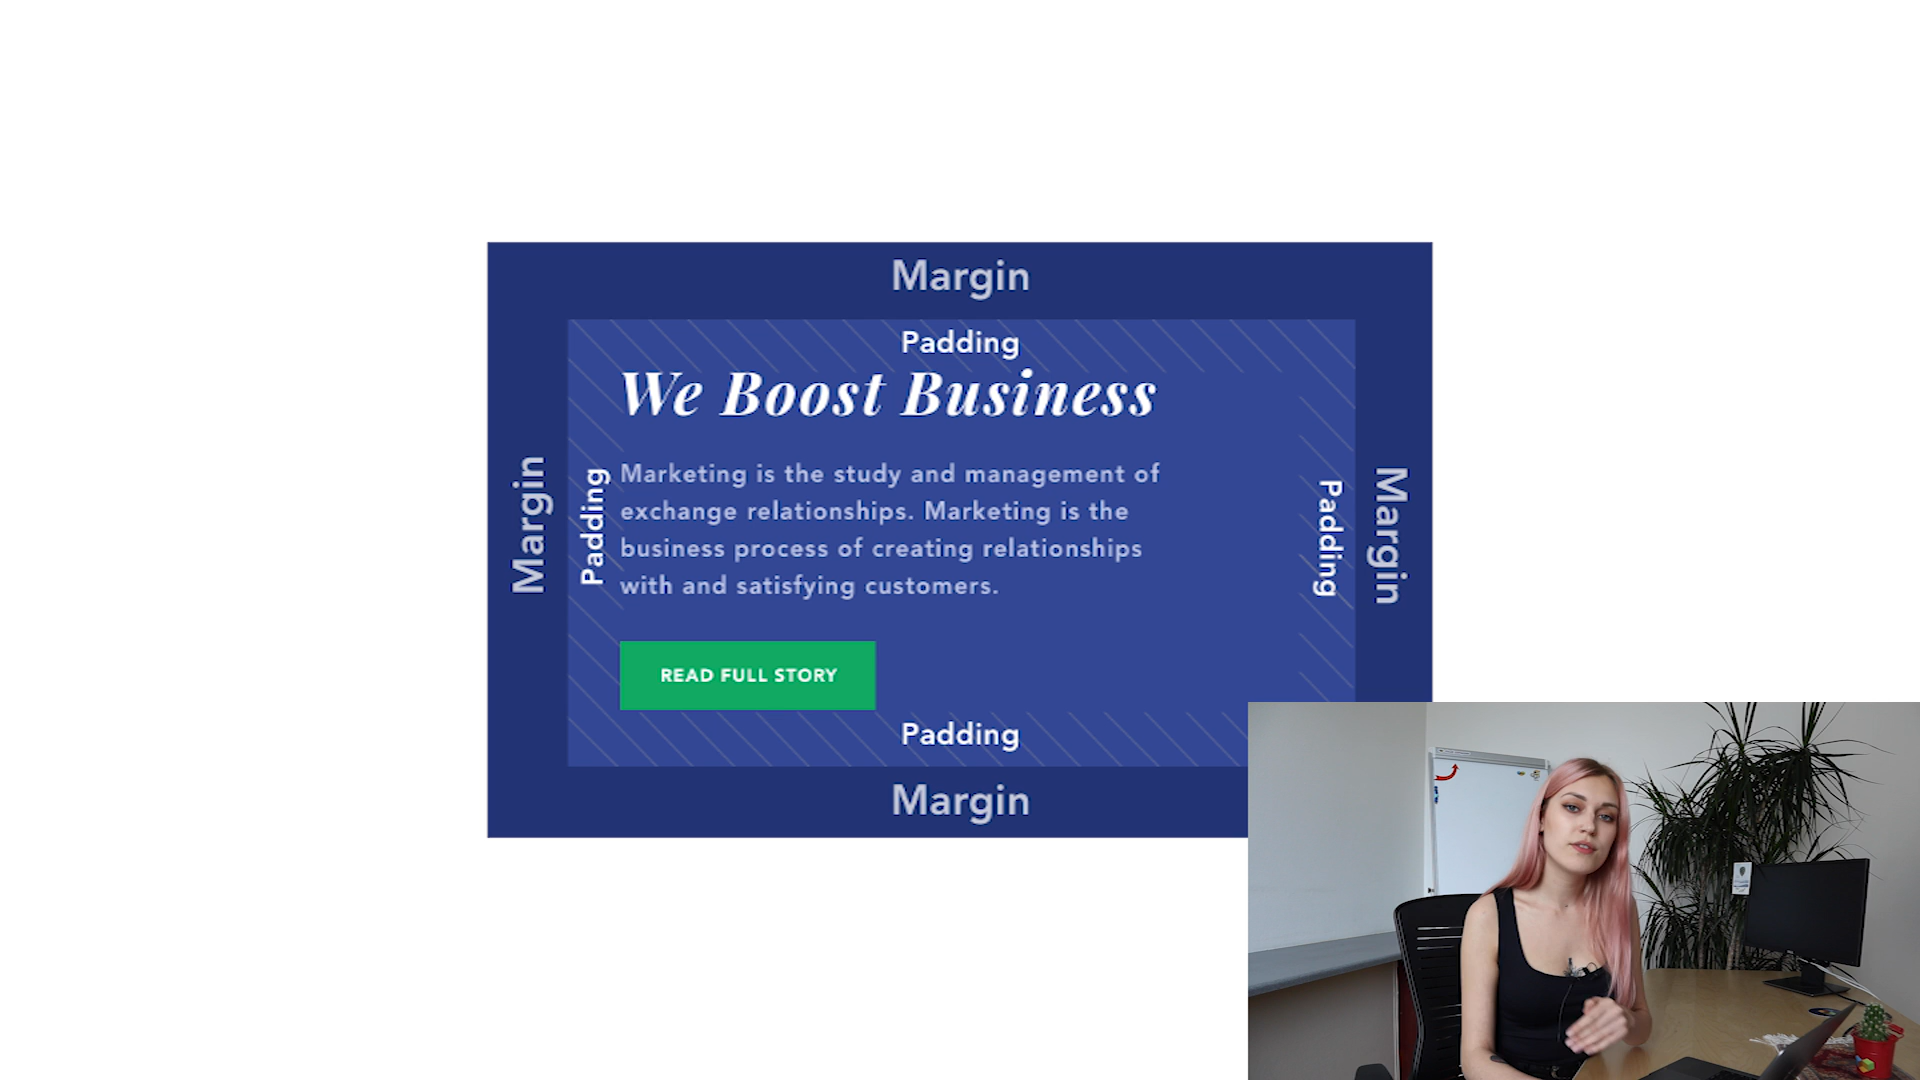 Margin
Padding
We Boost Business
Margin
Padding
Marketing is the study and management of
exchange relationships. Marketing is the
business process of creating relationships
with and satisfying customers.
Padding
Margin
READ FULL STORY
Padding
Margin